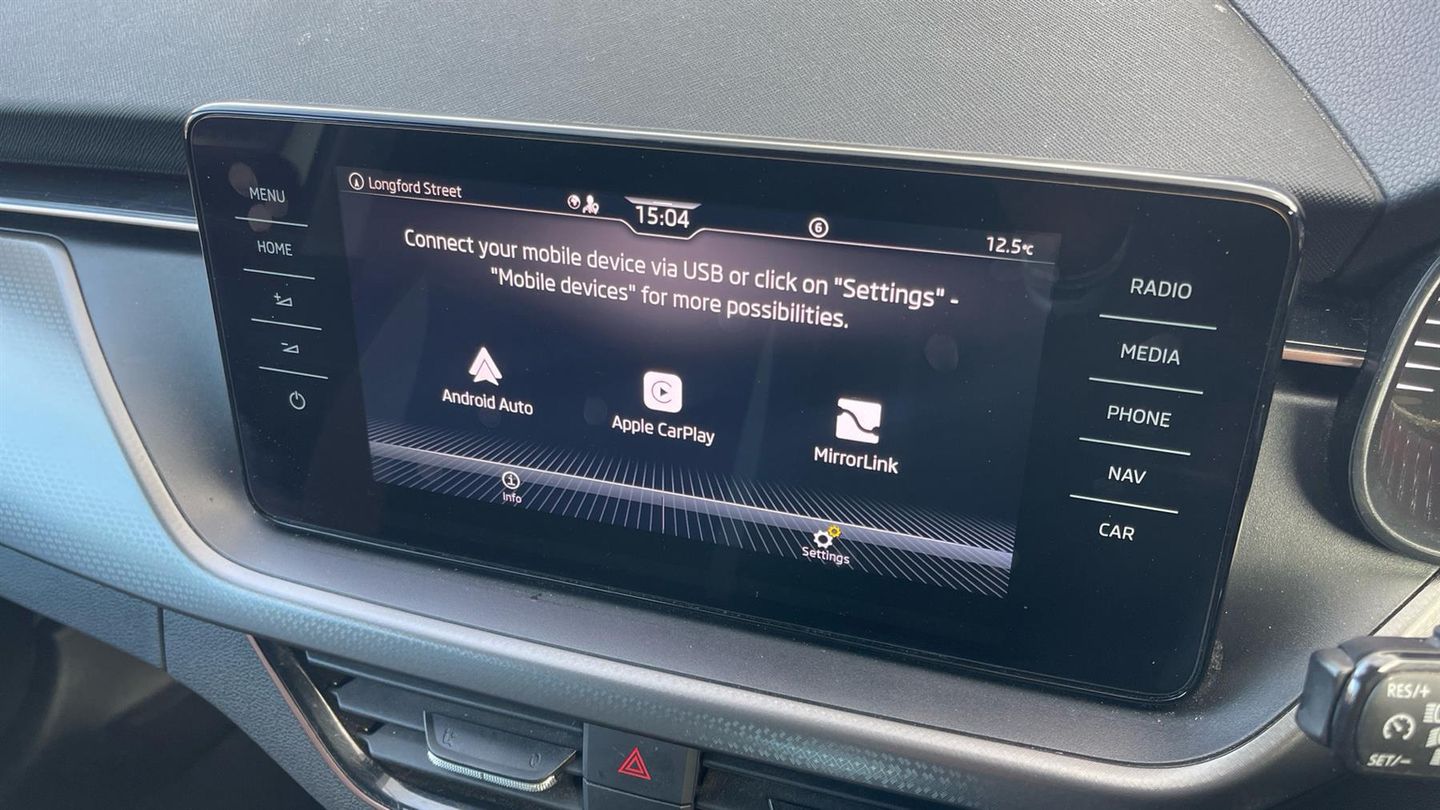 MENU
HOME
Longford Street
15:04
6
12.5°C
Connect your mobile device via USB or click on "Settings" -
"Mobile devices" for more possibilities.
Android Auto
Apple CarPlay
MirrorLink
Info
Settings
RADIO
MEDIA
PHONE
NAV
CAR
RES/+
SET/-